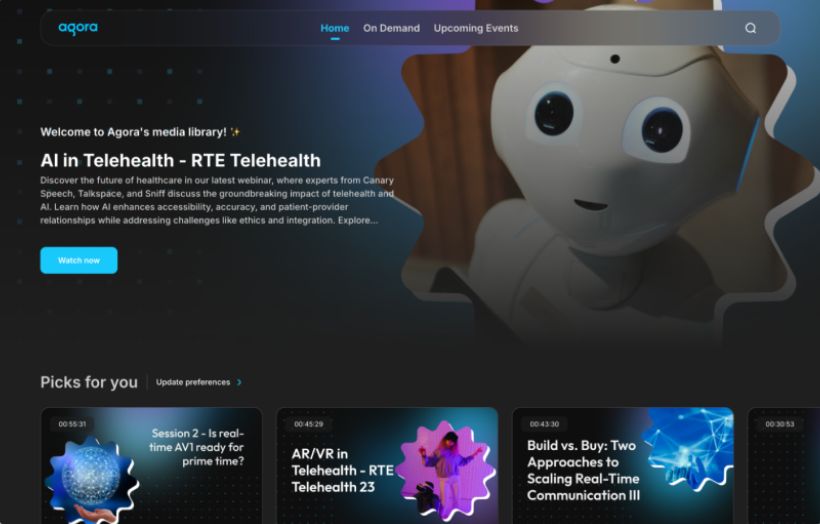 agora
Home
On Demand
Upcoming Events
Welcome to Agora's media library! ✨
AI in Telehealth - RTE Telehealth
Discover the future of healthcare in our latest webinar, where experts from Canary
Speech, Talkspace, and Sniff discuss the groundbreaking impact of telehealth and
AI. Learn how AI enhances accessibility, accuracy, and patient-provider
relationships while addressing challenges like ethics and integration. Explore...
Watch now
Picks for you
Update preferences >
00:55:31
Session 2 - Is real-
time AV1 ready for
prime time?
00:45:29
AR/VR in
Telehealth - RTE
Telehealth 23
00:43:30
Build vs. Buy: Two
Approaches to
Scaling Real-Time
Communication III
00:30:53